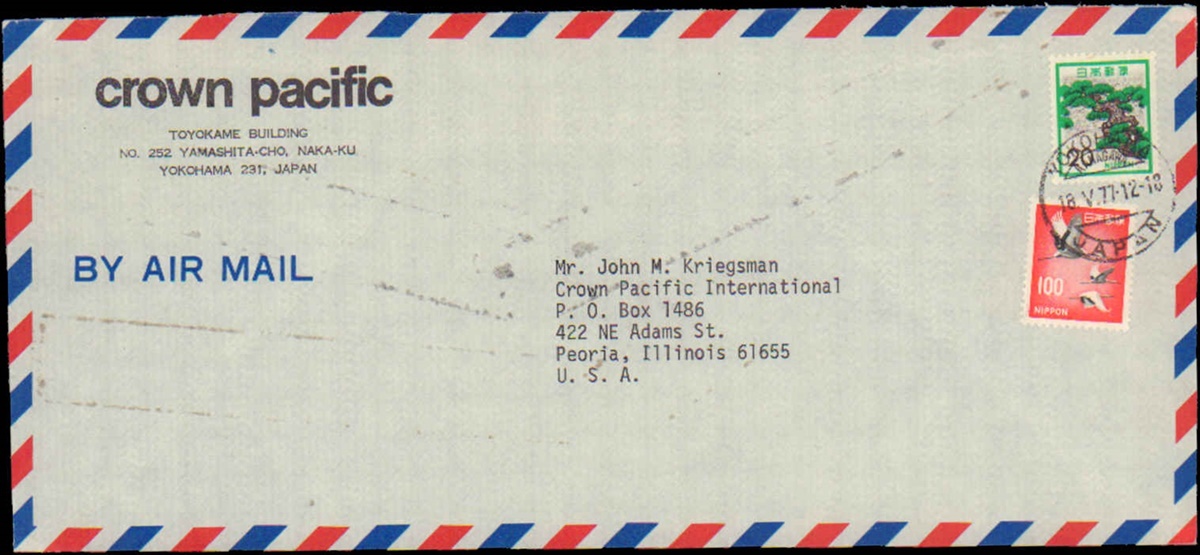 crown pacific
TOYOKAME BUILDING
NO. 252 YAMASHITA-CHO, NAKA-KU
YOKOHAMA 231, JAPAN
BY AIR MAIL
日本郵便
20
YOKOHAMA
18.V.77.12-18
JAPAN
日本郵便
100
NIPPON
Mr. John M. Kriegsman
Crown Pacific International
P. O. Box 1486
422 NE Adams St.
Peoria, Illinois 61655
U. S. A.